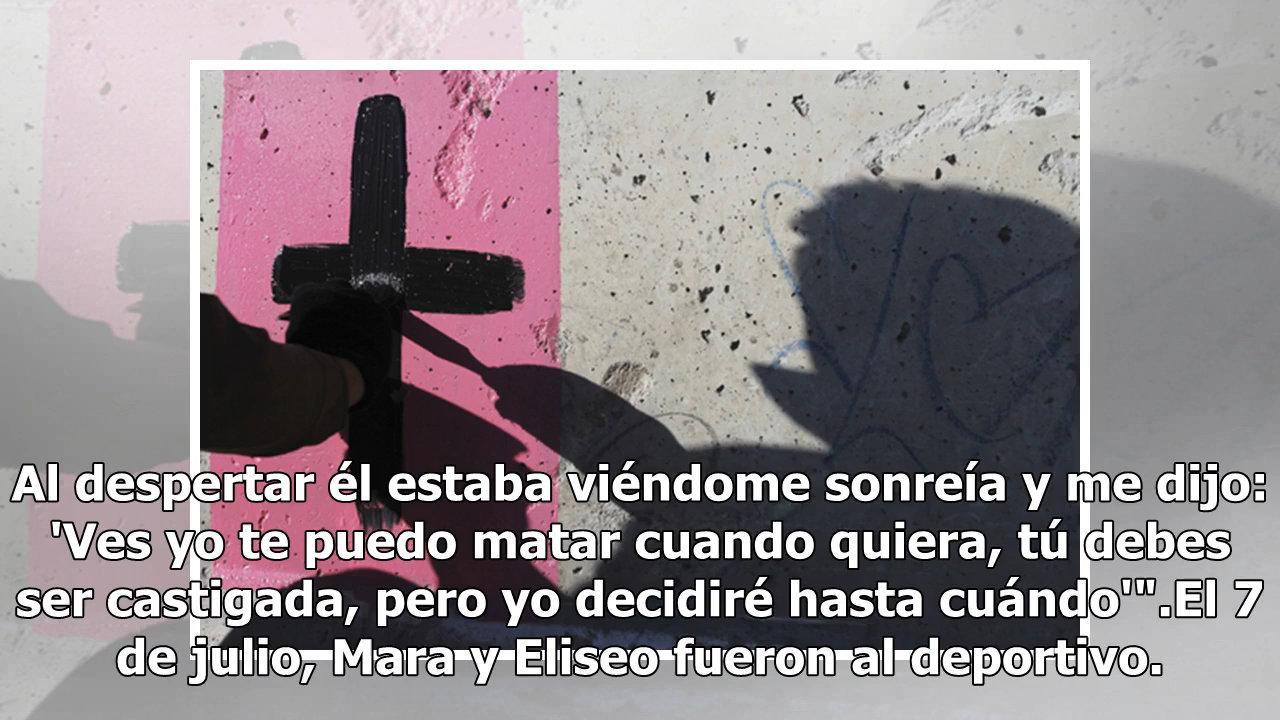 Al despertar él estaba viéndome sonreía y me dijo:
'Ves yo te puedo matar cuando quiera, tú debes
ser castigada, pero yo decidiré hasta cuándo'".El 7
de julio, Mara y Eliseo fueron al deportivo.